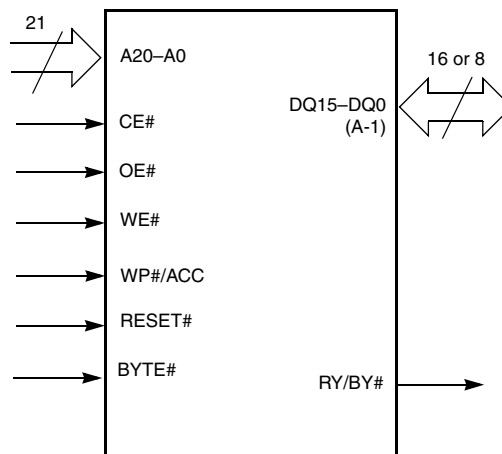 21
A20–A0
16 or 8
DQ15–DQ0
(A-1)
CE#
OE#
WE#
WP#/ACC
RESET#
BYTE#
RY/BY#